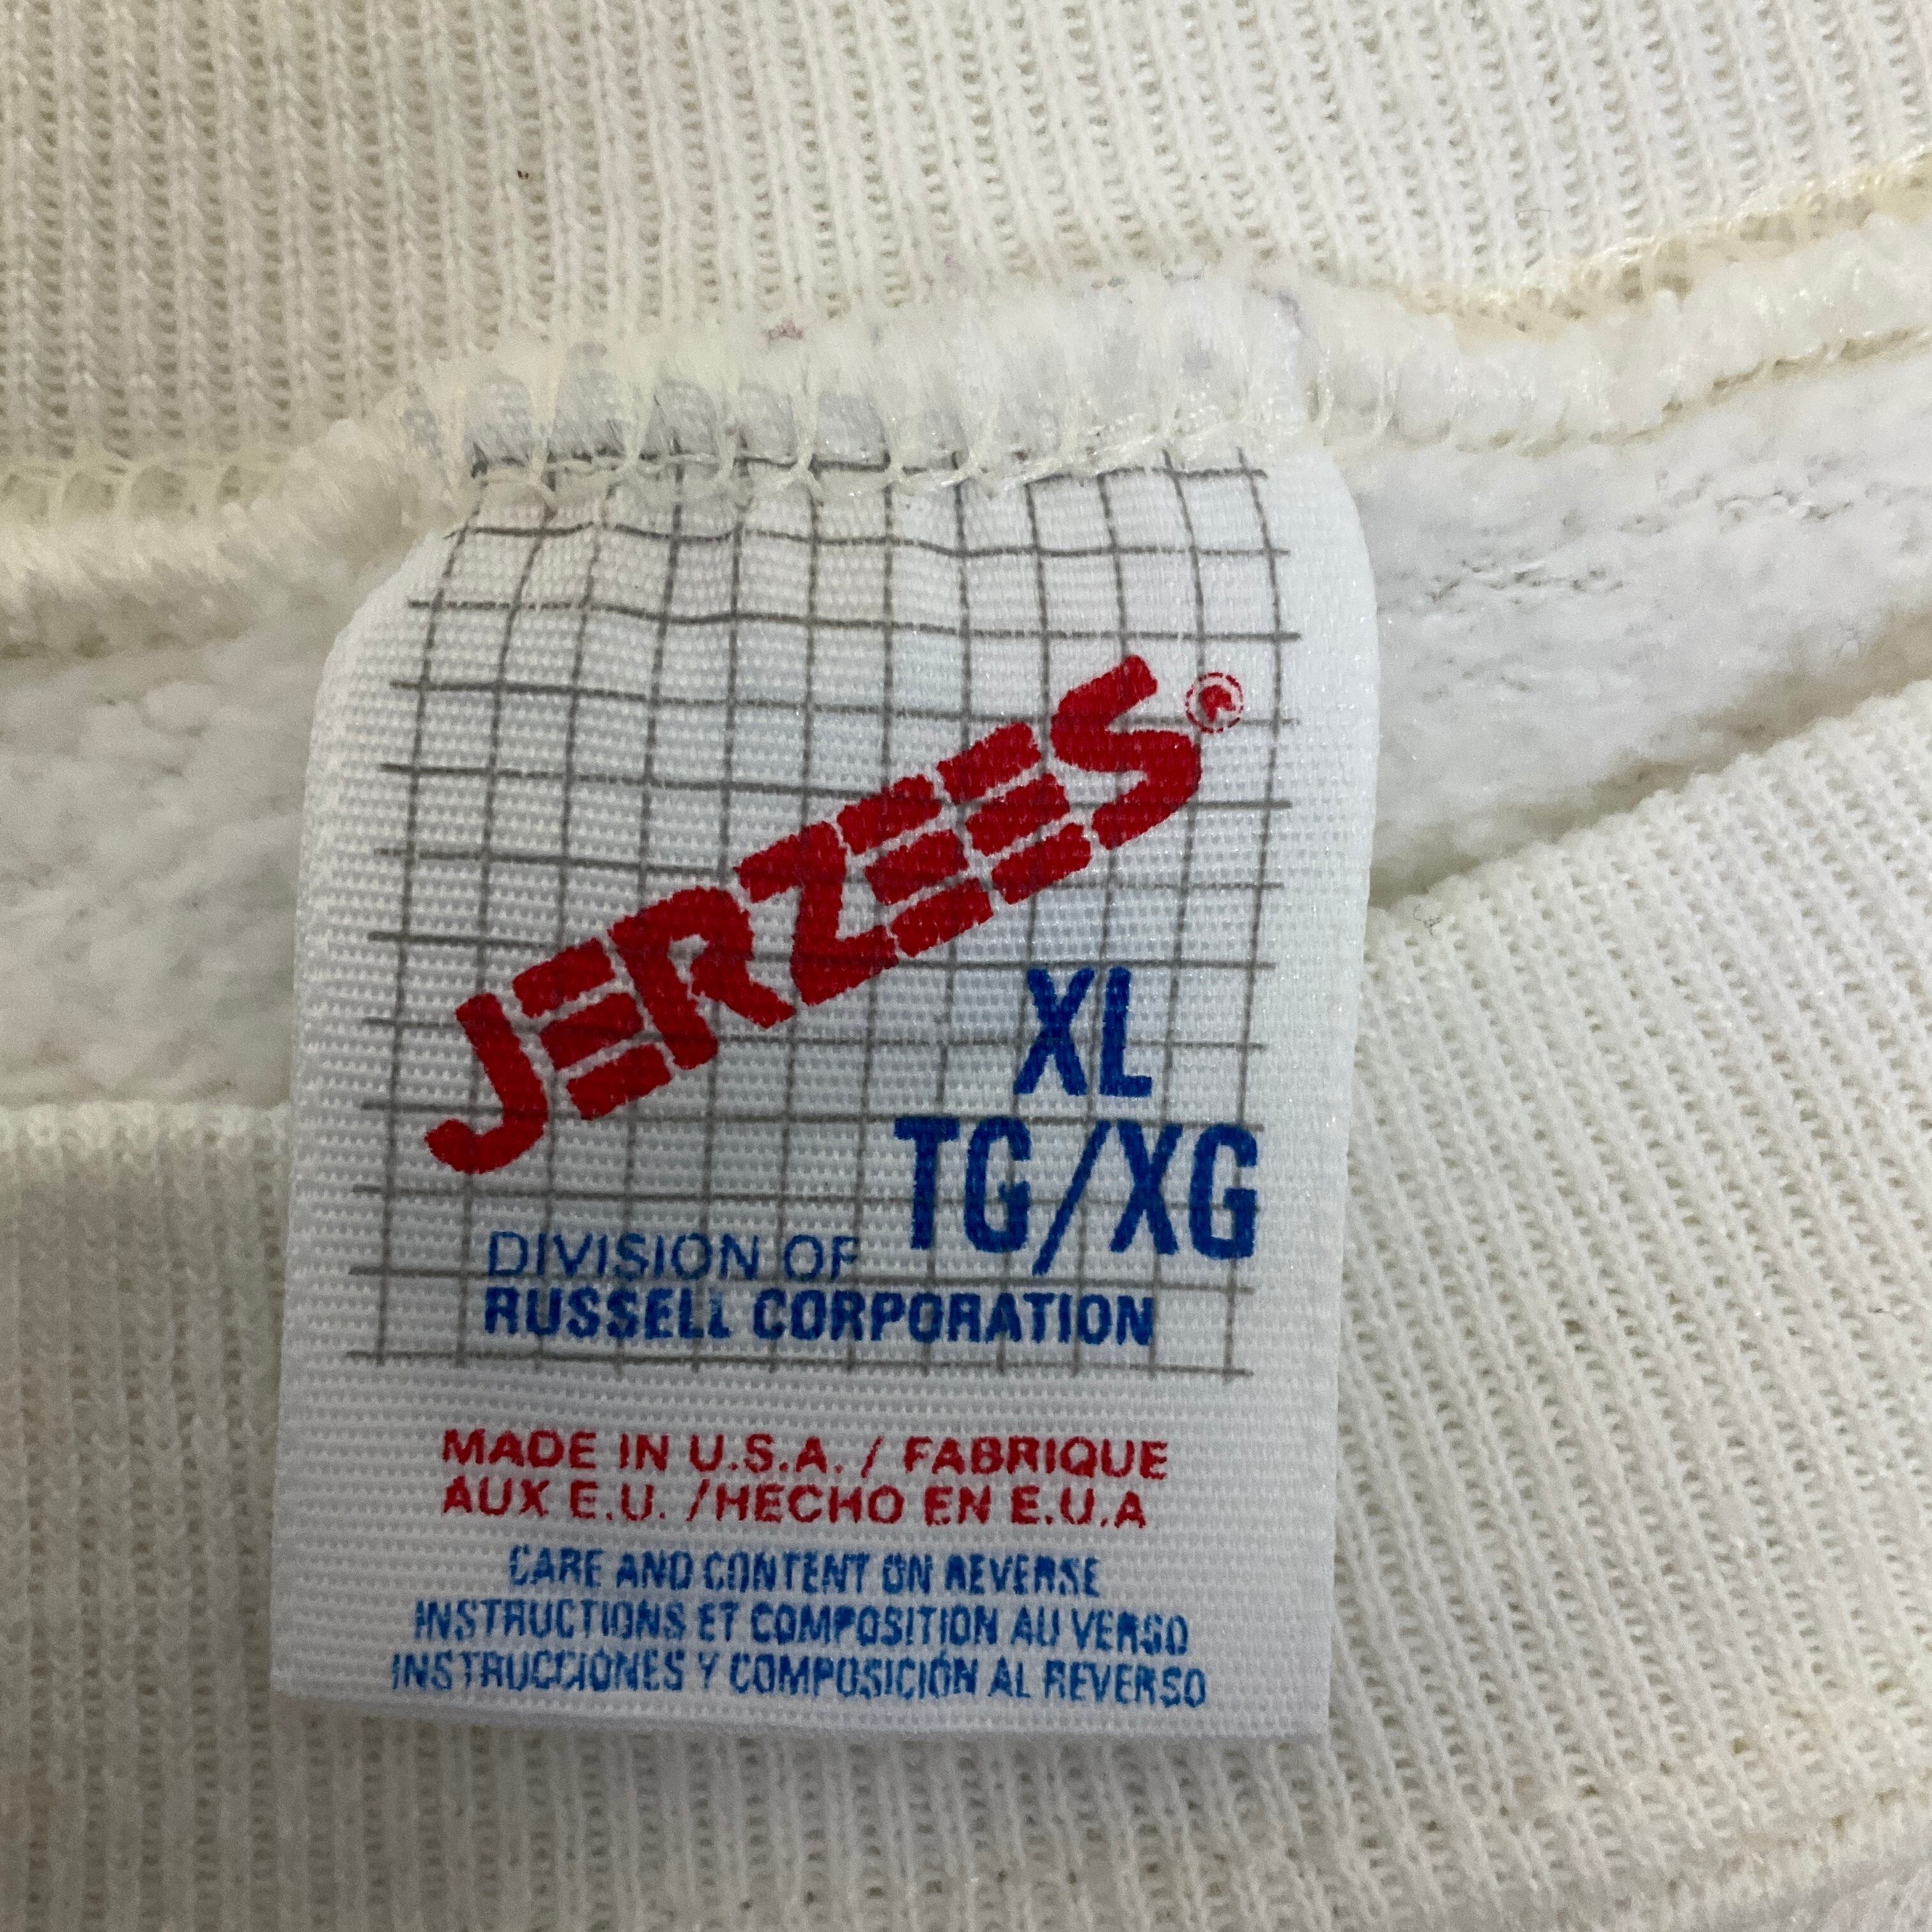 JERZEES®
XL
TG/XG
DIVISION OF
RUSSELL CORPORATION
MADE IN U.S.A. / FABRIQUE
AUX E.U. /HECHO EN E.U.A
CARE AND CONTENT ON REVERSE
INSTRUCTIONS ET COMPOSITION AU VERSO
INSTRUCCIONES Y COMPOSICIÓN AL REVERSO